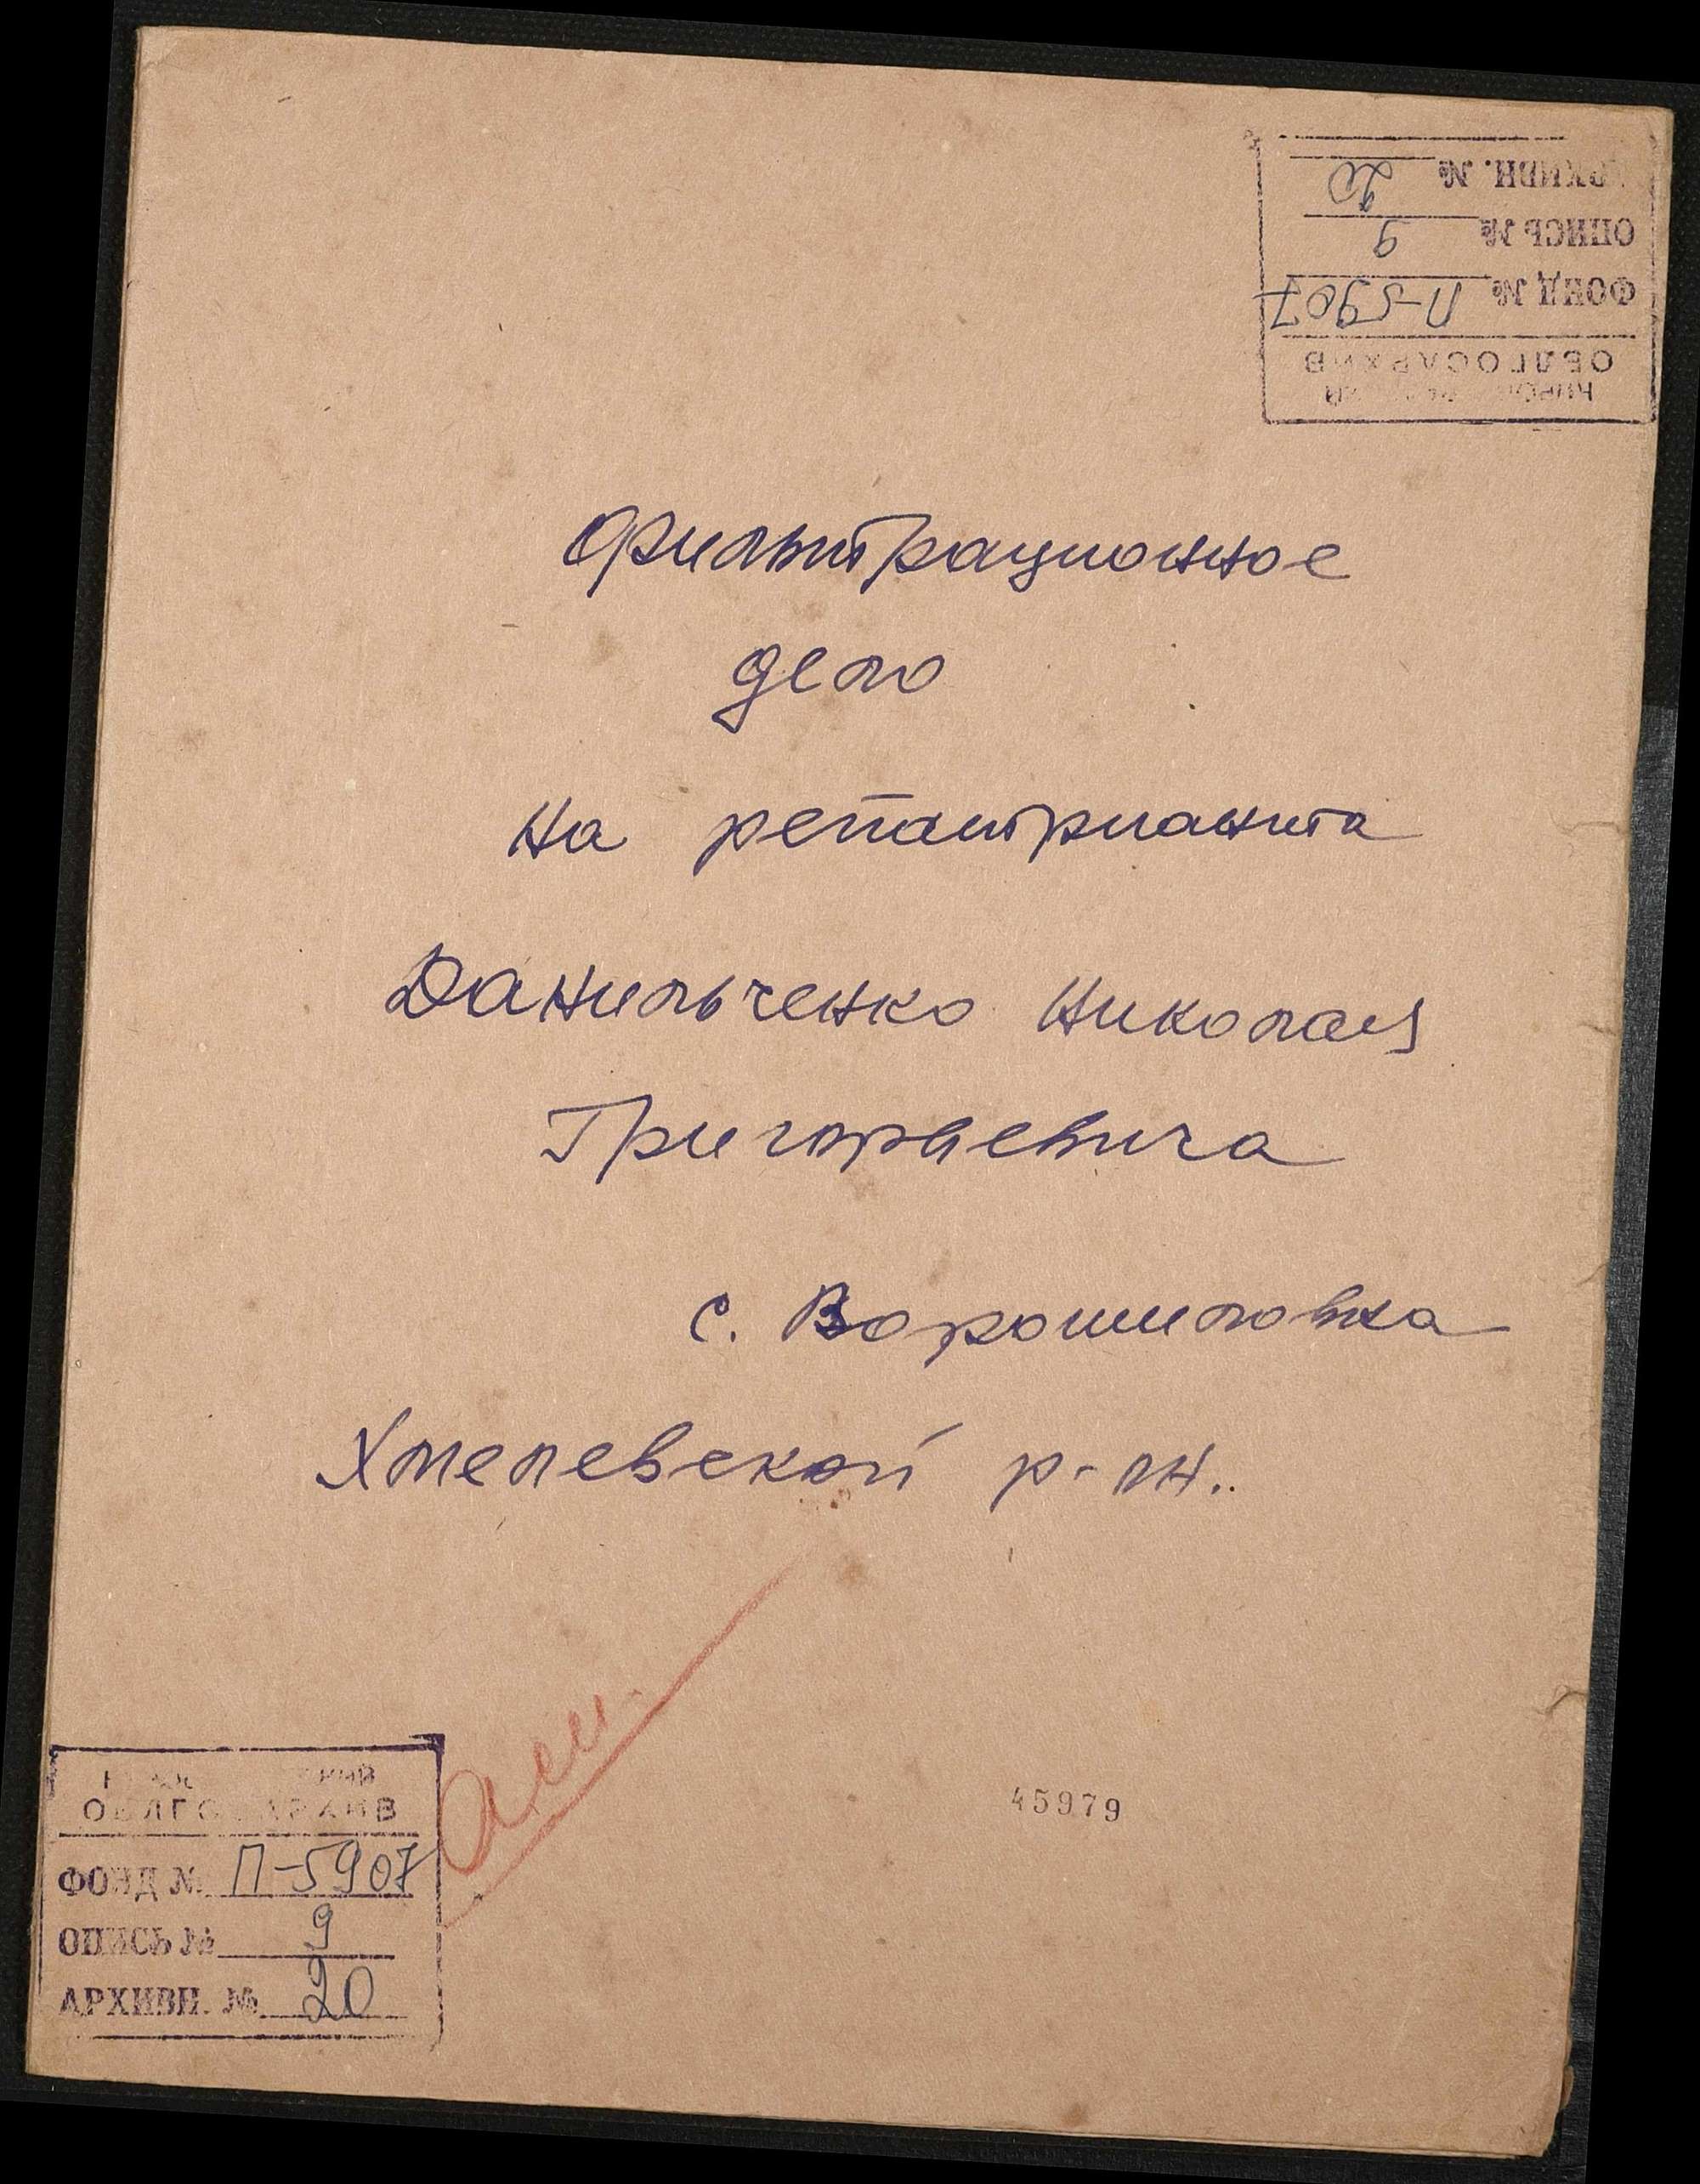 АРХИВН. № 20
ОПИСЬ № 9
ФОНД № П-5907
ОБЛГОСАРХИВ
Фильтрационное
дело
На репатрианта
Данильченко Николая
Григорьевича
с. Ворошиловка
Хмелевской р-он.
45979
ОБЛГОСАРХИВ
ФОНД № П-5907
ОПИСЬ № 9
АРХИВН. № 20